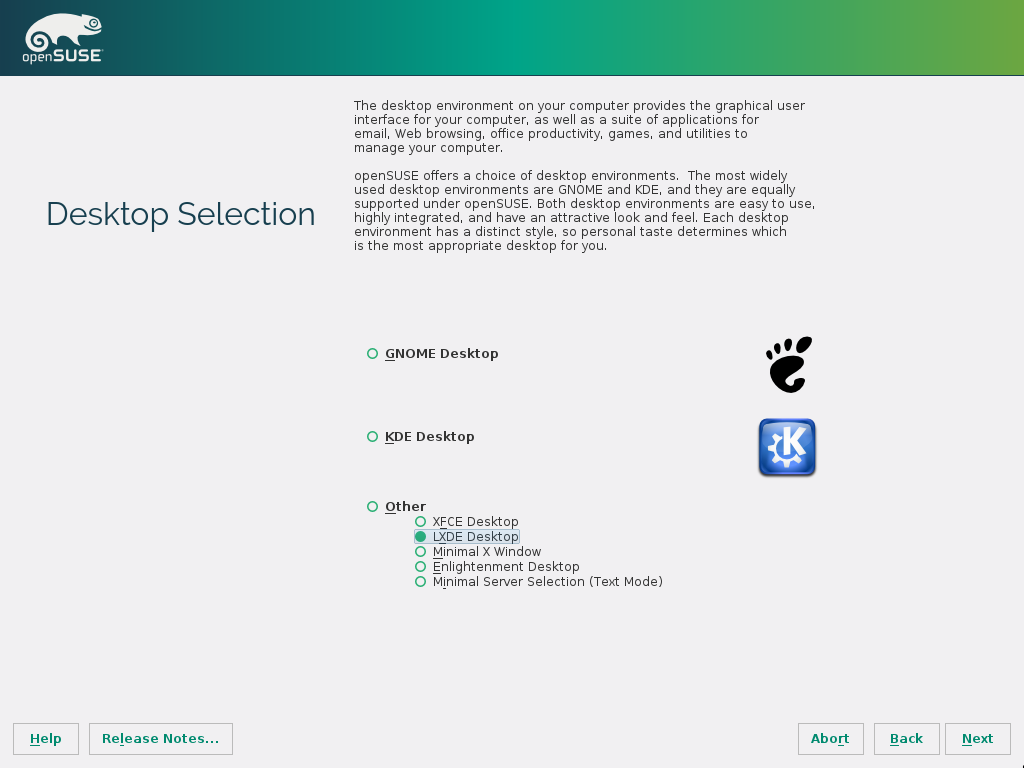 openSUSE
The desktop environment on your computer provides the graphical user
interface for your computer, as well as a suite of applications for
email, Web browsing, office productivity, games, and utilities to
manage your computer.
openSUSE offers a choice of desktop environments.  The most widely
used desktop environments are GNOME and KDE, and they are equally
supported under openSUSE. Both desktop environments are easy to use,
highly integrated, and have an attractive look and feel. Each desktop
environment has a distinct style, so personal taste determines which
is the most appropriate desktop for you.
Desktop Selection
GNOME Desktop
KDE Desktop
K
Other
XFCE Desktop
LXDE Desktop
Minimal X Window
Enlightenment Desktop
Minimal Server Selection (Text Mode)
Help
Release Notes...
Abort
Back
Next